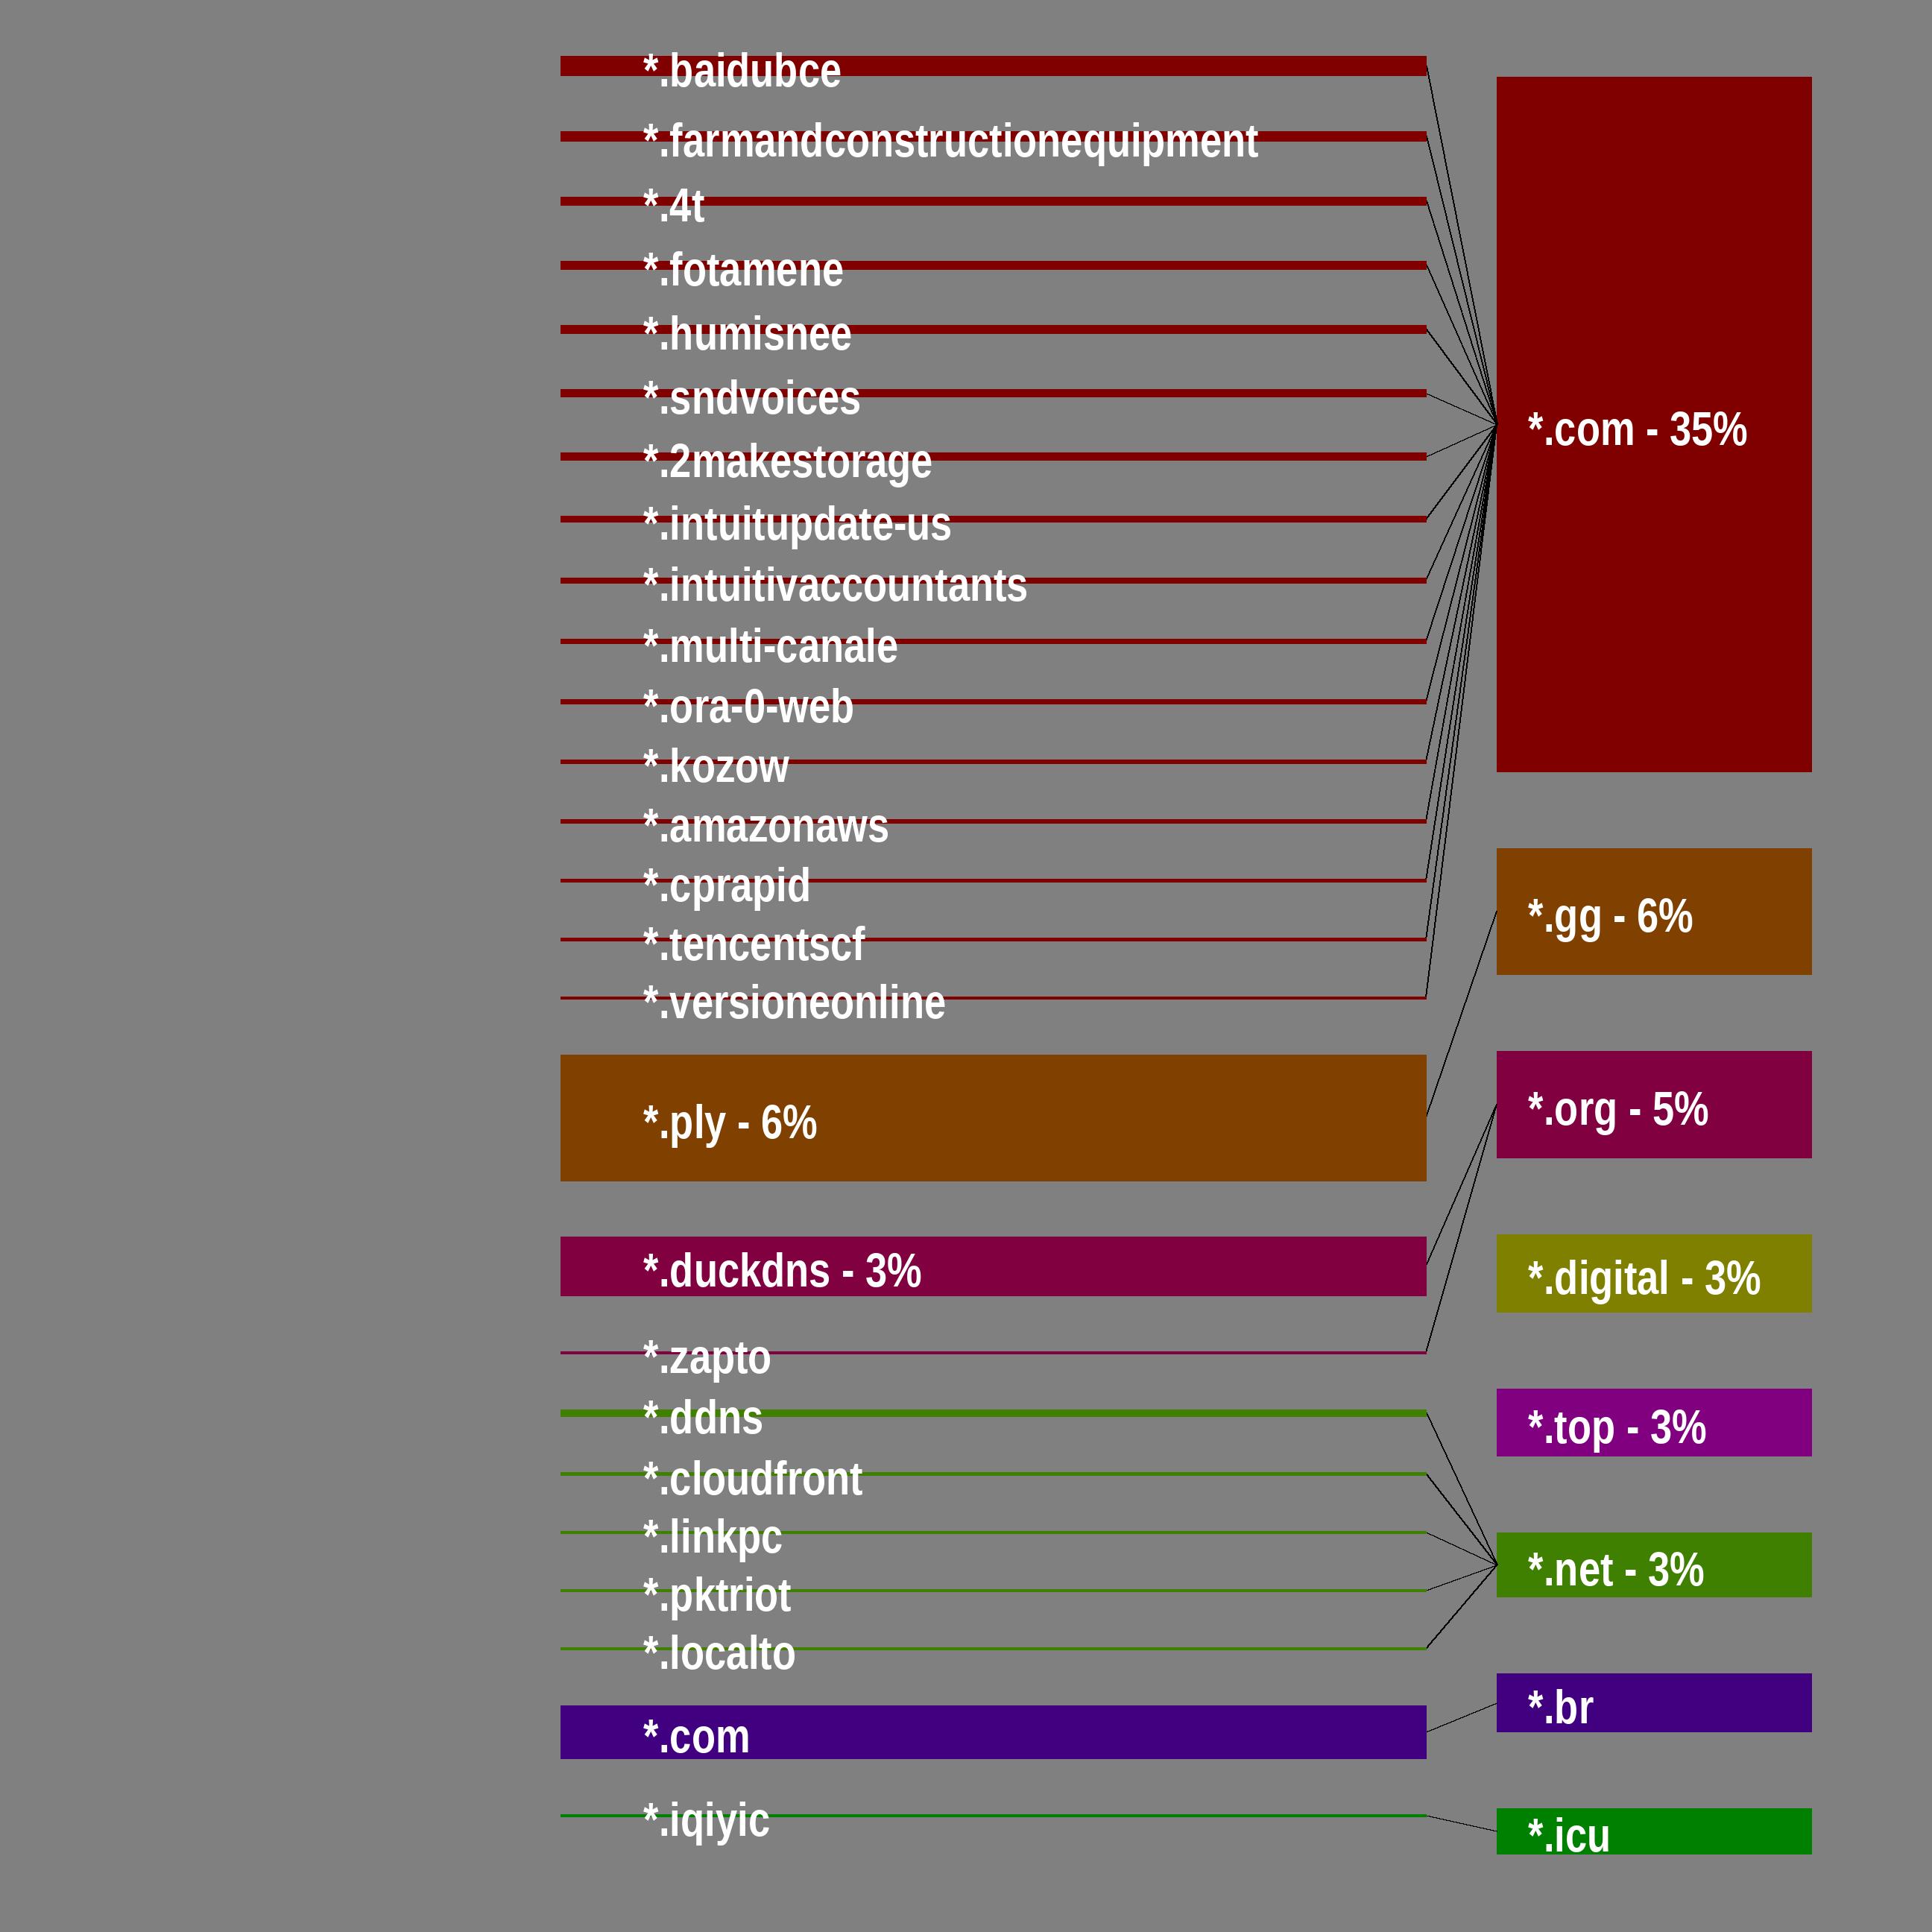 *.baidubce
*.farmandconstructionequipment
*.4t
*.fotamene
*.humisnee
*.sndvoices
*.2makestorage
*.intuitupdate-us
*.intuitivaccountants
*.multi-canale
*.ora-0-web
*.kozow
*.amazonaws
*.cprapid
*.tencentscf
*.versioneonline
*.ply - 6%
*.duckdns - 3%
*.zapto
*.ddns
*.cloudfront
*.linkpc
*.pktriot
*.localto
*.com
*.iqiyic
*.com - 35%
*.gg - 6%
*.org - 5%
*.digital - 3%
*.top - 3%
*.net - 3%
*.br
*.icu